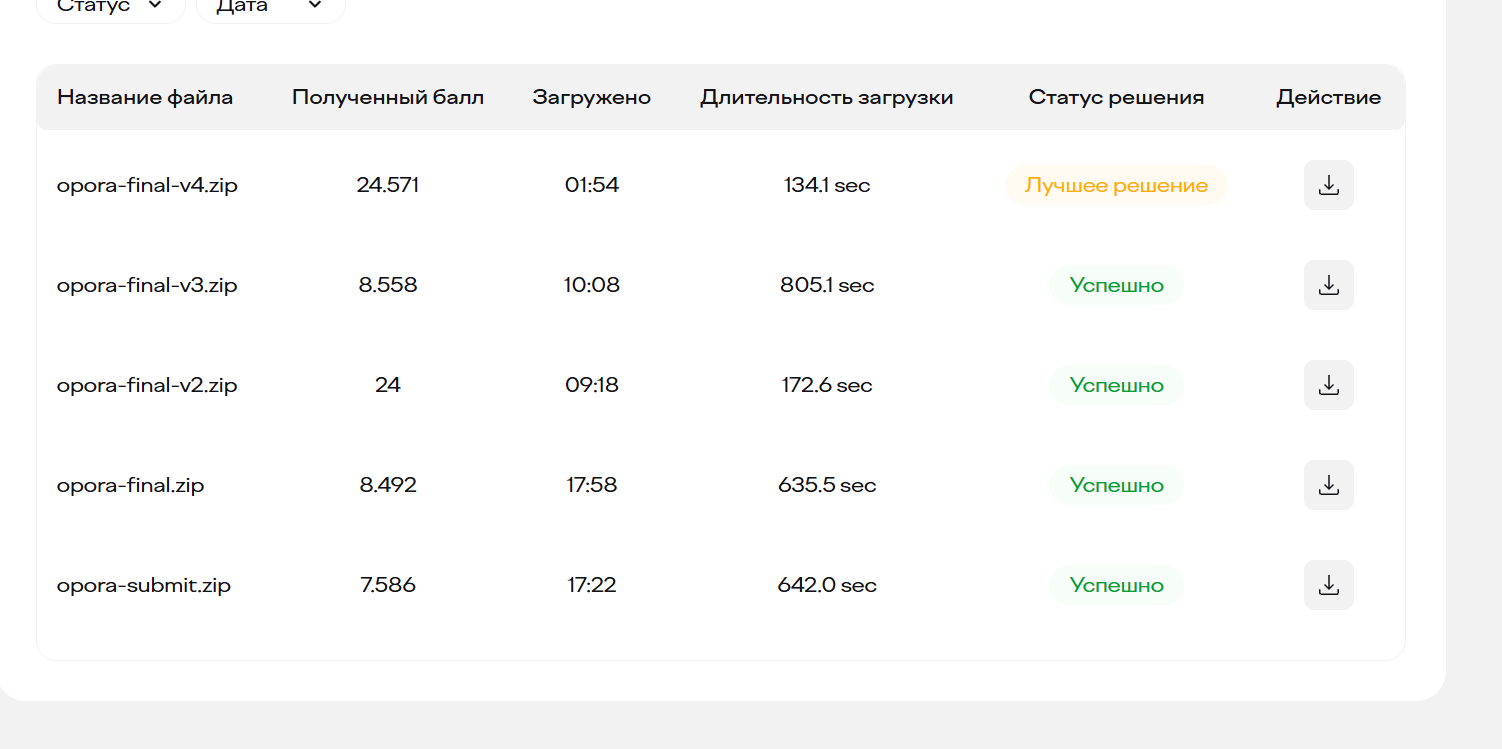 Статус Дата
Название файла Полученный балл Загружено Длительность загрузки Статус решения Действие
opora-final-v4.zip 24.571 01:54 134.1 sec Лучшее решение
opora-final-v3.zip 8.558 10:08 805.1 sec Успешно
opora-final-v2.zip 24 09:18 172.6 sec Успешно
opora-final.zip 8.492 17:58 635.5 sec Успешно
opora-submit.zip 7.586 17:22 642.0 sec Успешно